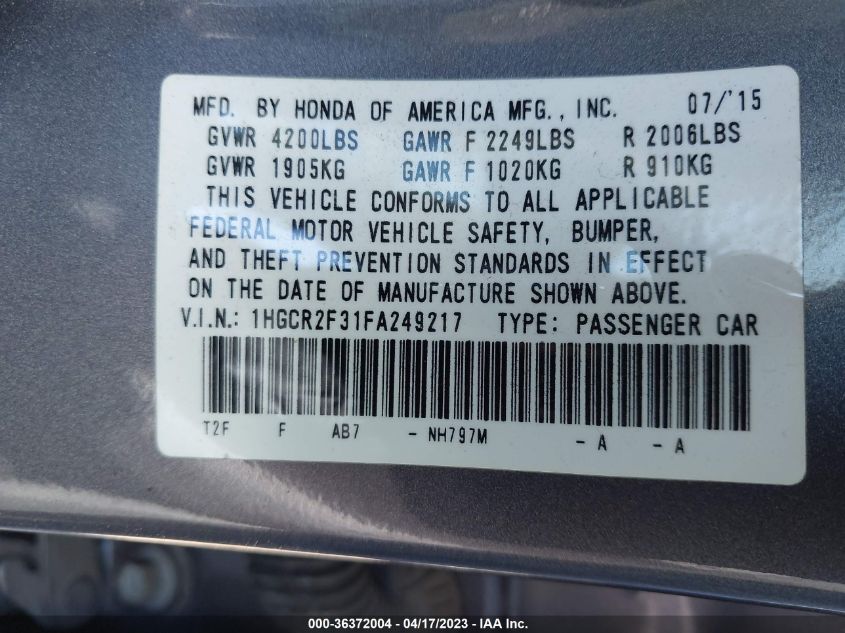 MFD. BY HONDA OF AMERICA MFG., INC. 07/'15
GVWR 4200LBS GAWR F 2249LBS R 2006LBS
GVWR 1905KG GAWR F 1020KG R 910KG
THIS VEHICLE CONFORMS TO ALL APPLICABLE
FEDERAL MOTOR VEHICLE SAFETY, BUMPER,
AND THEFT PREVENTION STANDARDS IN EFFECT
ON THE DATE OF MANUFACTURE SHOWN ABOVE.
V.I.N.: 1HGCR2F31FA249217 TYPE: PASSENGER CAR
T2F F AB7 - NH797M - A - A
000-36372004 - 04/17/2023 - IAA Inc.